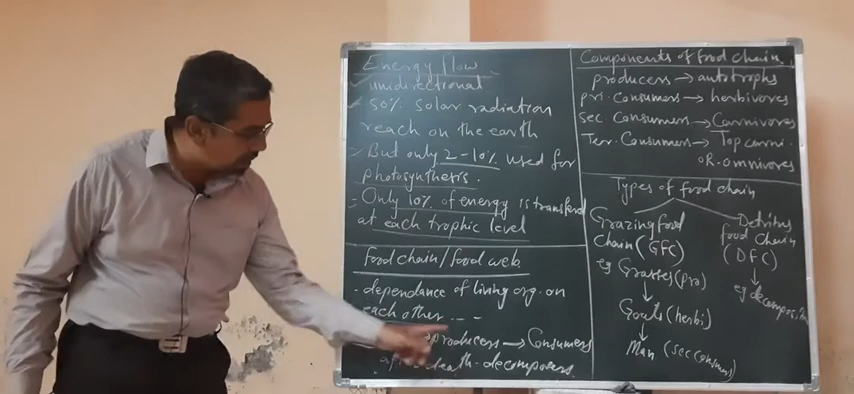 Energy flow
unidirectional
50% solar radiation
reach on the earth
But only 2-10% used for
photosynthesis.
Only 10% of energy is transferd
at each trophic level
Food chain/food web
dependance of living org. on
each other ---
producers → Consumers
death - decomposers
Components of food chain
producers → autotrophs
pri. Consumers → herbivores
Sec Consumers → Carnivores
Ter. Consumers → Top carni.
OR omnivores
Types of food chain
Grazing food
Chain (GFC)
eg Grasses (pro)
Goats (herbi)
Man (Sec Consumers)
Detritus
food Chain
(DFC)